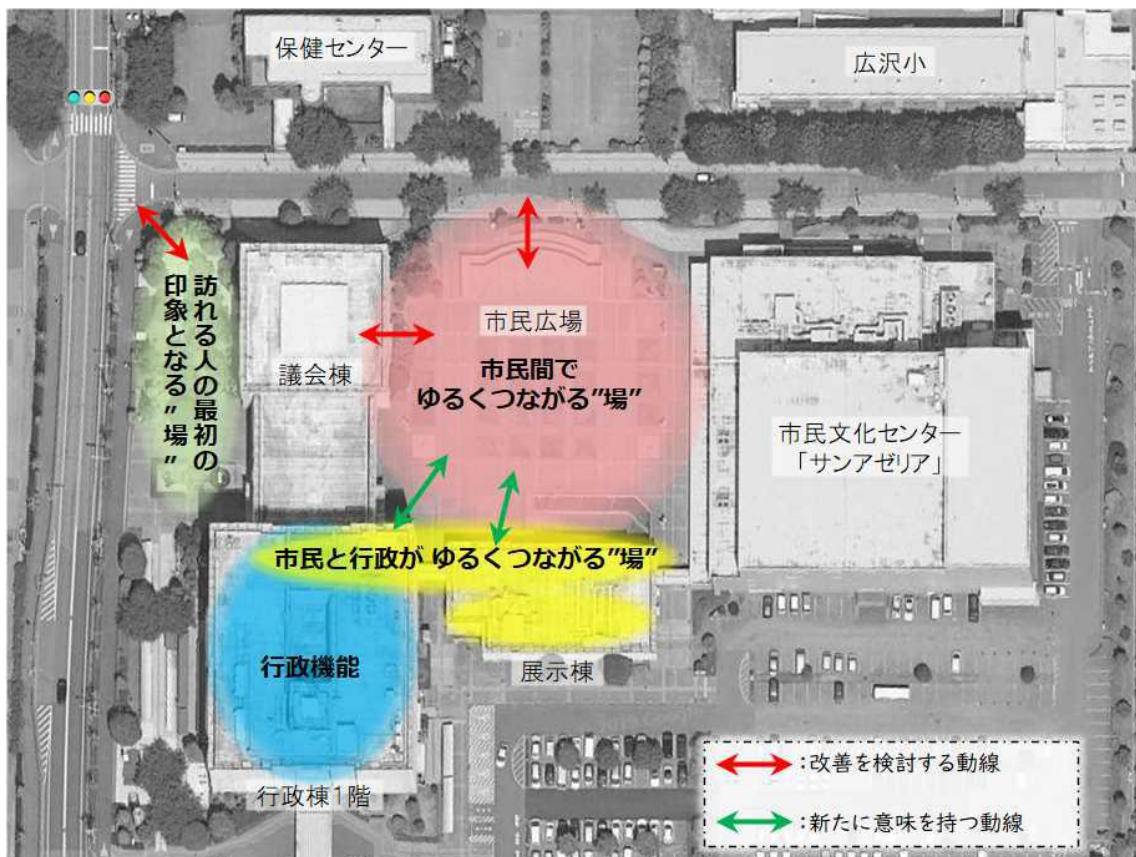 保健センター
広沢小
訪れる人の最初の
印象となる"場"
市民広場
議会棟
市民間で
ゆるくつながる"場"
市民文化センター
「サンアゼリア」
市民と行政が ゆるくつながる"場"
行政機能
展示棟
行政棟1階
:改善を検討する動線
:新たに意味を持つ動線